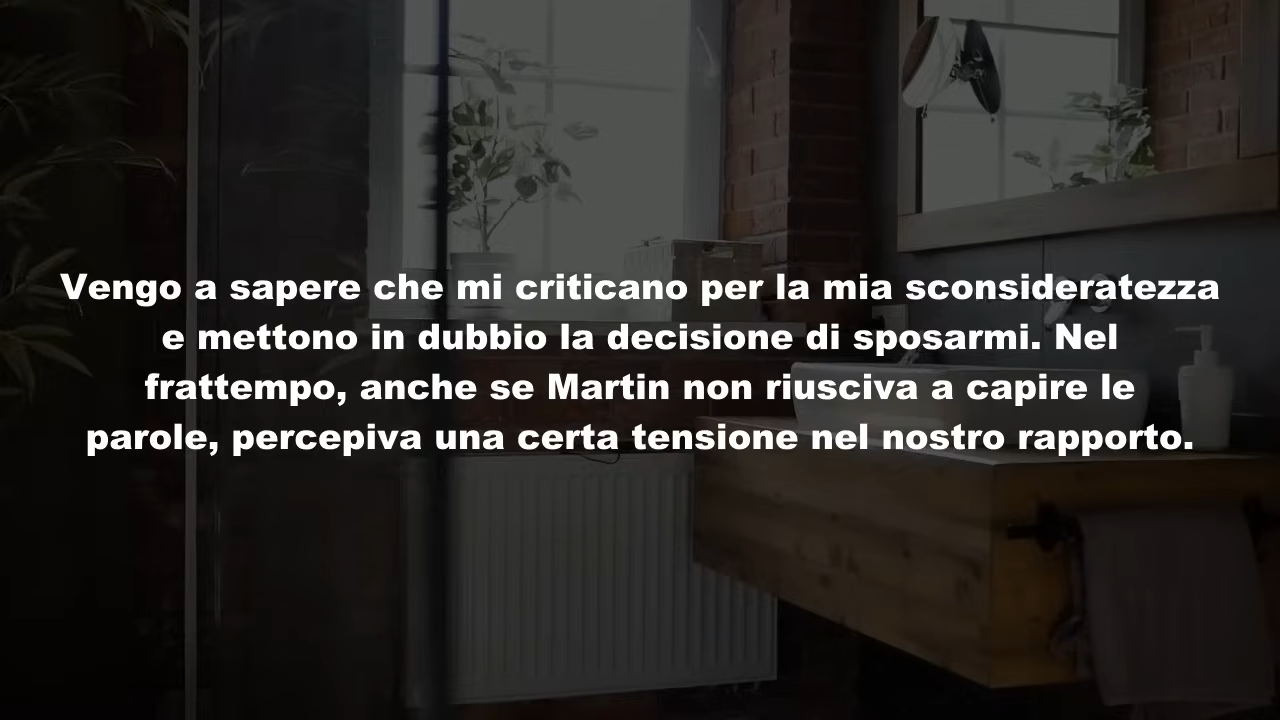 Vengo a sapere che mi criticano per la mia sconsideratezza
e mettono in dubbio la decisione di sposarmi. Nel
frattempo, anche se Martin non riusciva a capire le
parole, percepiva una certa tensione nel nostro rapporto.